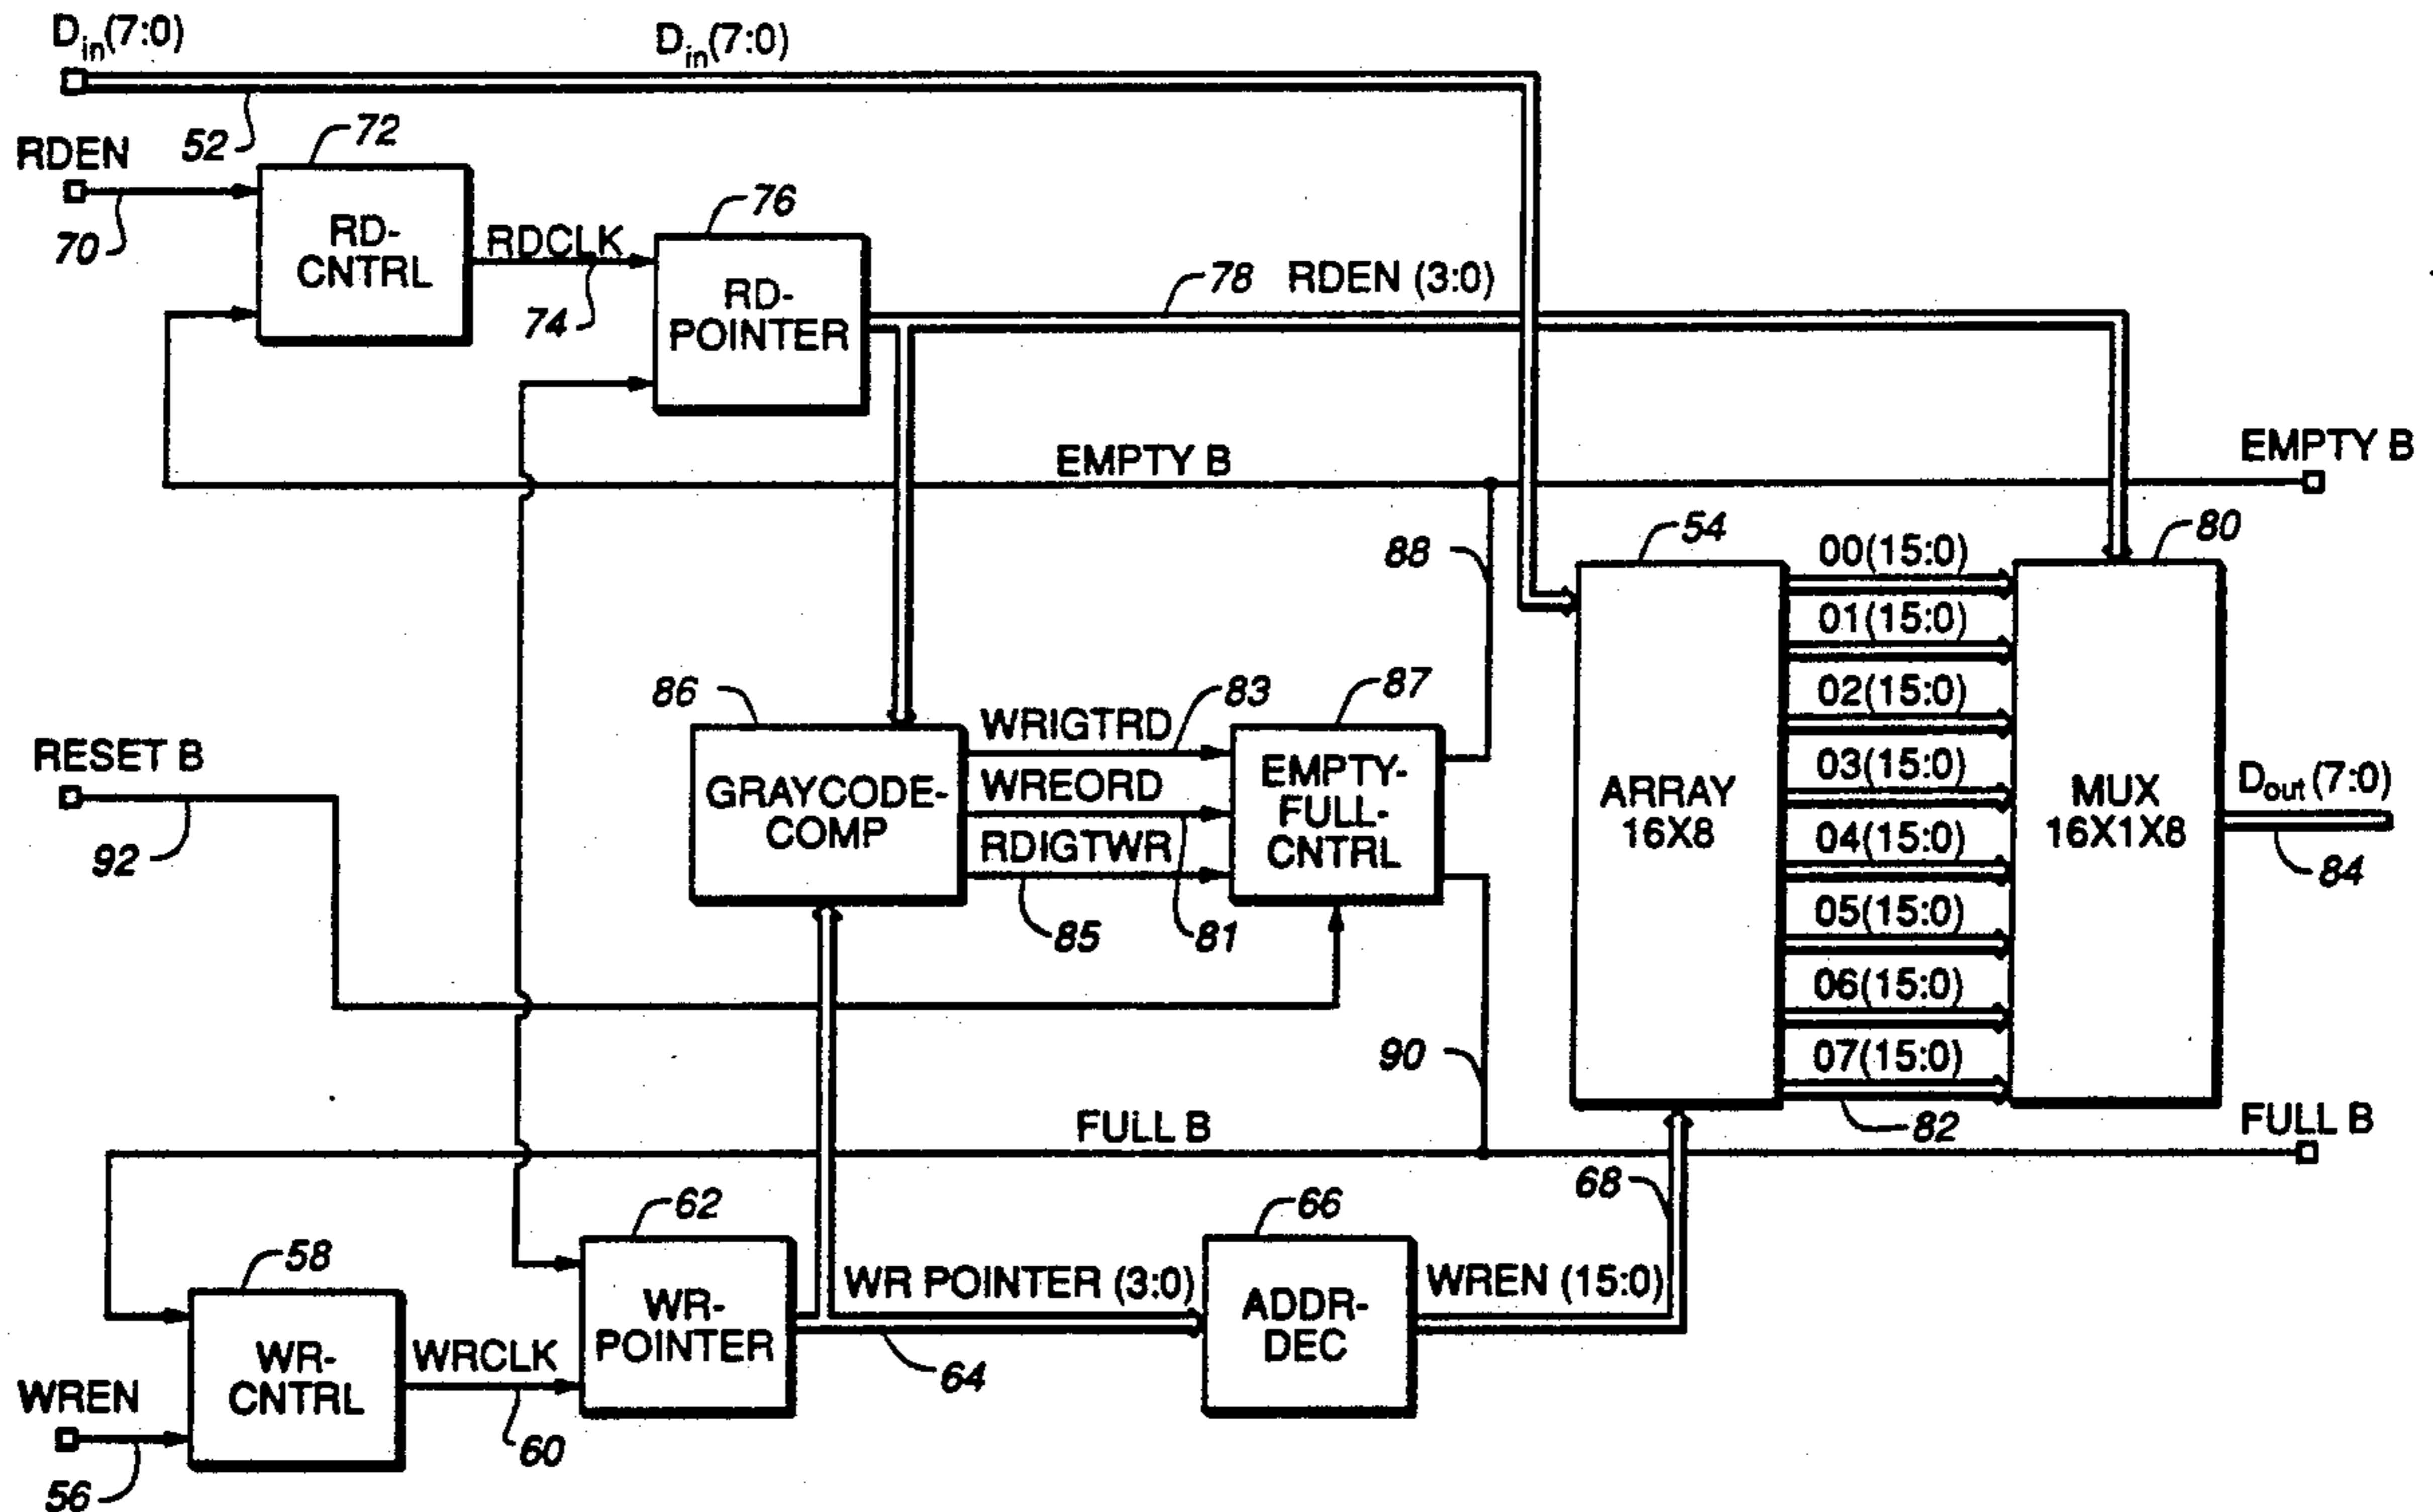 D_in(7:0)
D_in(7:0)
52
RDEN
70
72
RD-
CNTRL
RDCLK
74
76
RD-
POINTER
78
RDEN (3:0)
EMPTY B
EMPTY B
88
54
ARRAY
16X8
00(15:0)
01(15:0)
02(15:0)
03(15:0)
04(15:0)
05(15:0)
06(15:0)
07(15:0)
82
80
MUX
16X1X8
D_out (7:0)
84
86
GRAYCODE-
COMP
WRIGTRD
83
WREORD
81
RDIGTWR
85
87
EMPTY-
FULL-
CNTRL
RESET B
92
90
FULL B
FULL B
58
WR-
CNTRL
WREN
56
WRCLK
60
62
WR-
POINTER
WR POINTER (3:0)
64
66
ADDR-
DEC
WREN (15:0)
68